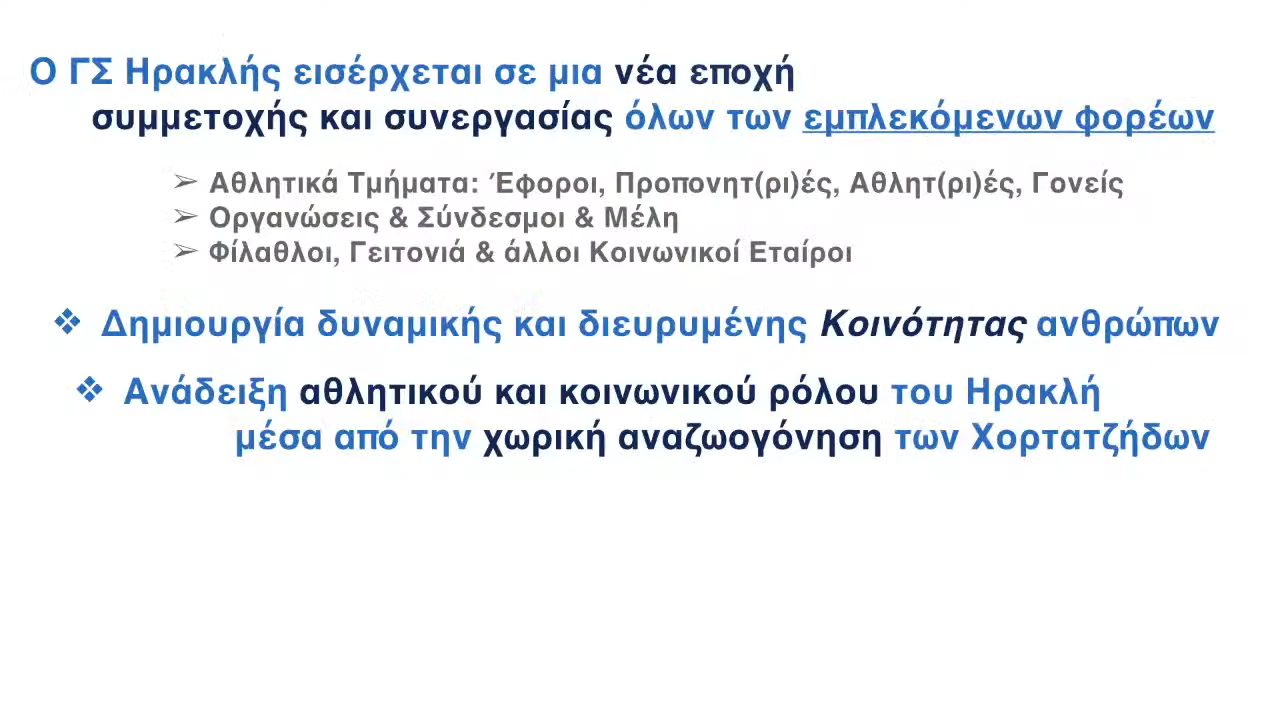 Ο ΓΣ Ηρακλής εισέρχεται σε μια νέα εποχή
συμμετοχής και συνεργασίας όλων των εμπλεκόμενων φορέων
➢ Αθλητικά Τμήματα: Έφοροι, Προπονητ(ρι)ές, Αθλητ(ρι)ές, Γονείς
➢ Οργανώσεις & Σύνδεσμοι & Μέλη
➢ Φίλαθλοι, Γειτονιά & άλλοι Κοινωνικοί Εταίροι
❖ Δημιουργία δυναμικής και διευρυμένης Κοινότητας ανθρώπων
❖ Ανάδειξη αθλητικού και κοινωνικού ρόλου του Ηρακλή
μέσα από την χωρική αναζωογόνηση των Χορτατζήδων